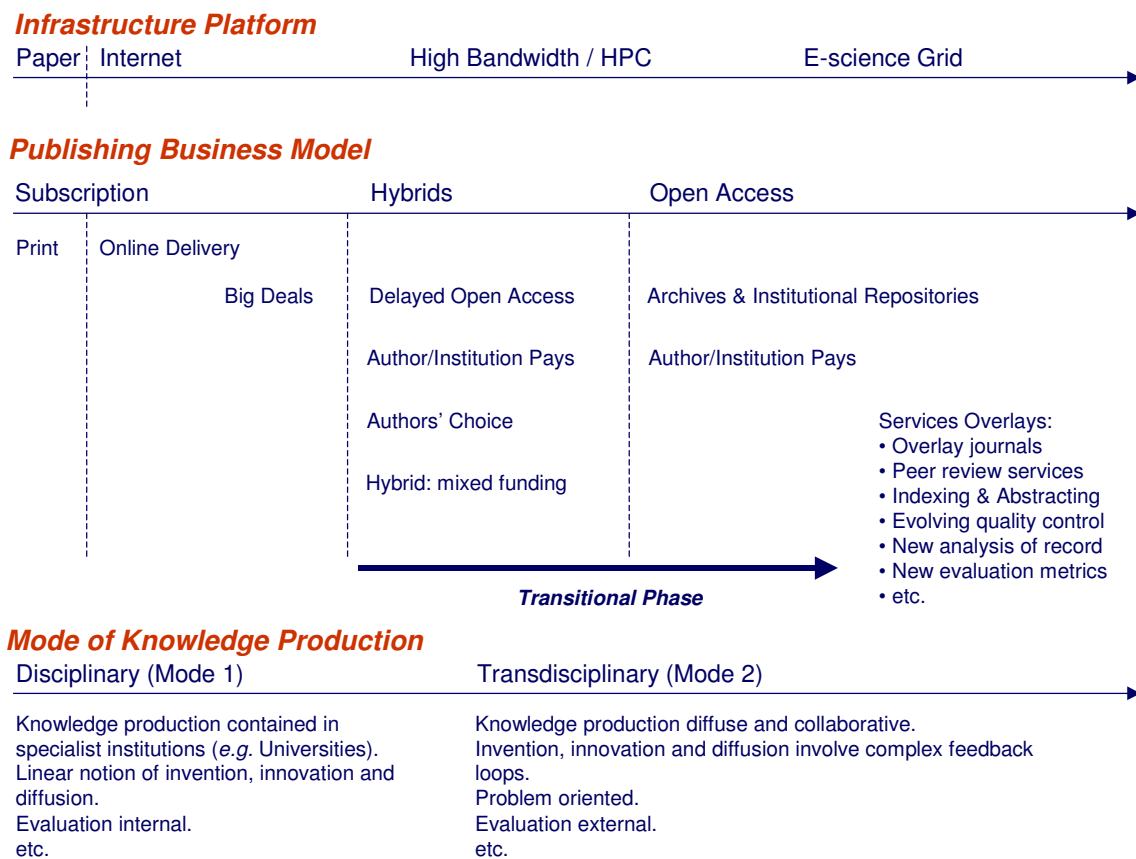 Infrastructure Platform
Paper Internet High Bandwidth / HPC E-science Grid
Publishing Business Model
Subscription Hybrids Open Access
Print Online Delivery
Big Deals Delayed Open Access Archives & Institutional Repositories
Author/Institution Pays Author/Institution Pays
Authors’ Choice
Hybrid: mixed funding
Services Overlays:
• Overlay journals
• Peer review services
• Indexing & Abstracting
• Evolving quality control
• New analysis of record
• New evaluation metrics
• etc.
Transitional Phase
Mode of Knowledge Production
Disciplinary (Mode 1) Transdisciplinary (Mode 2)
Knowledge production contained in
specialist institutions (e.g. Universities).
Linear notion of invention, innovation and
diffusion.
Evaluation internal.
etc.
Knowledge production diffuse and collaborative.
Invention, innovation and diffusion involve complex feedback
loops.
Problem oriented.
Evaluation external.
etc.